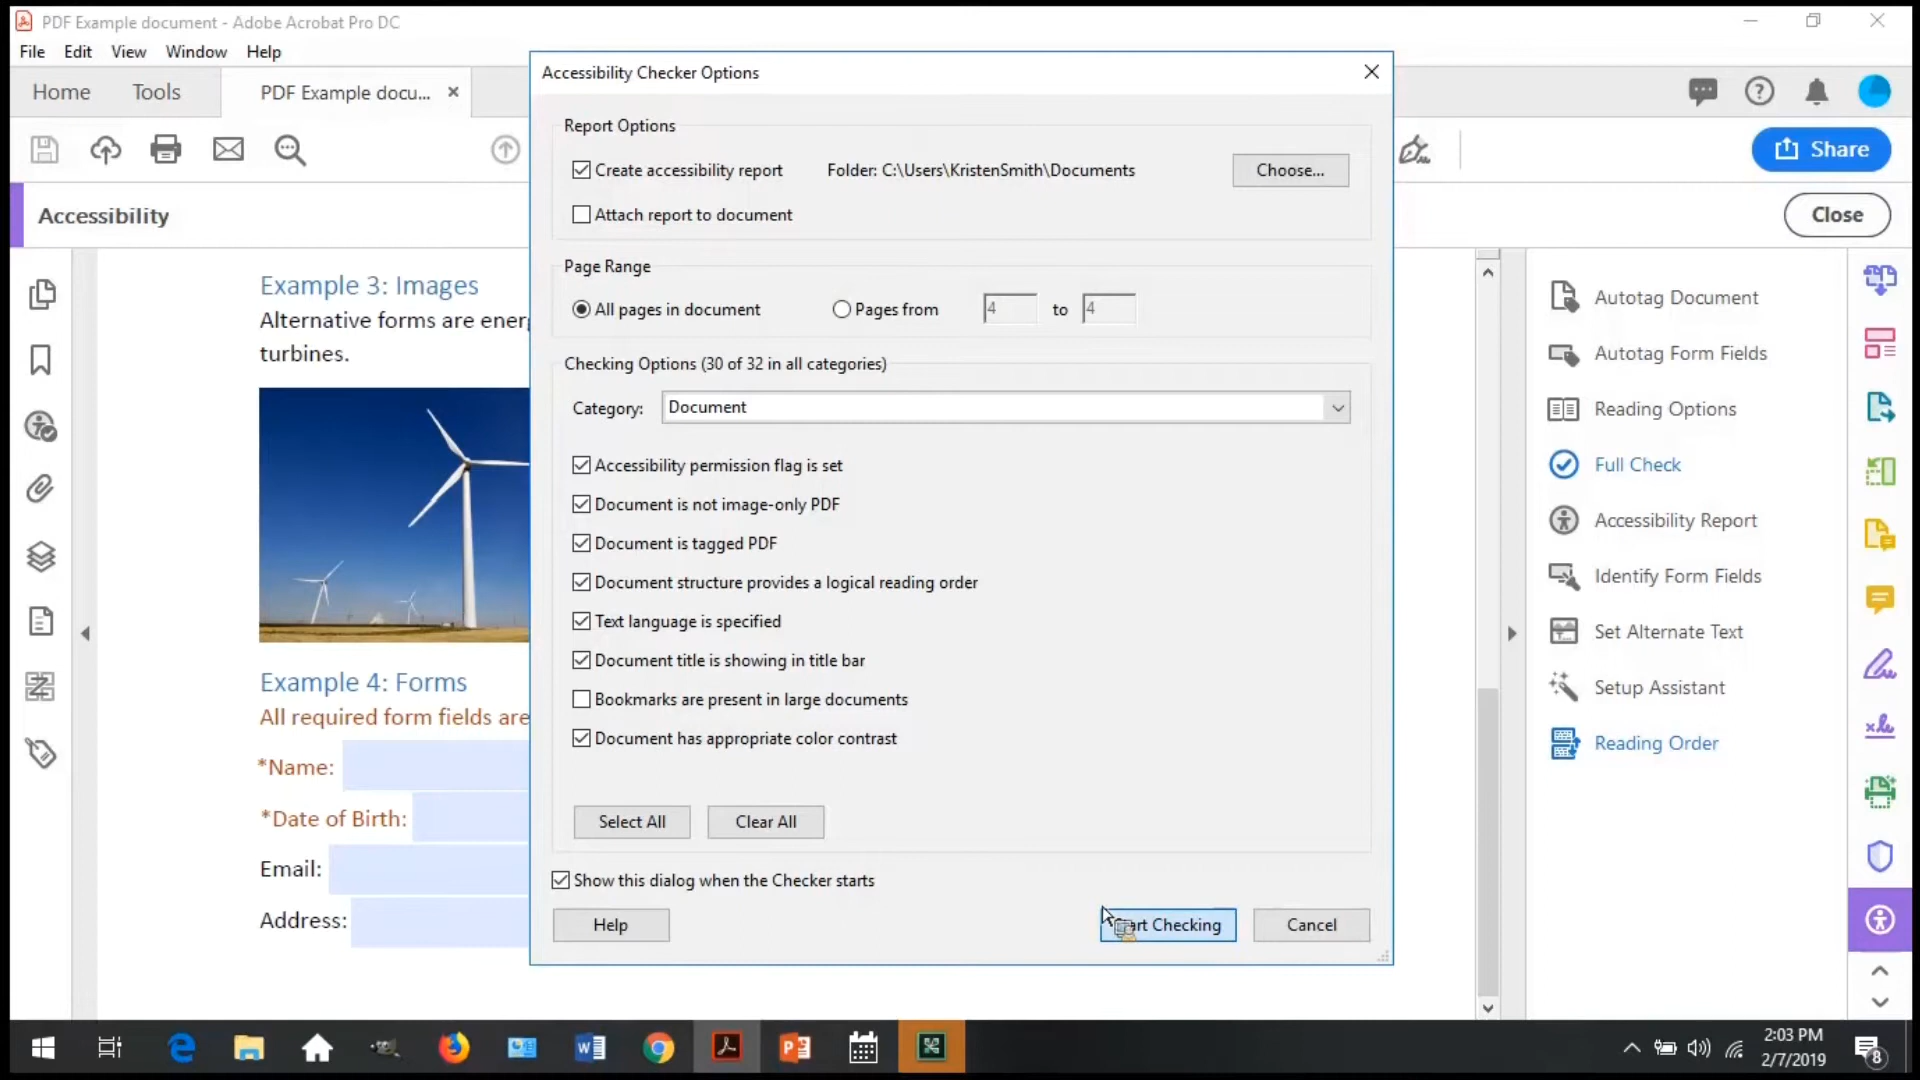 PDF Example document - Adobe Acrobat Pro DC
File Edit View Window Help
Home Tools PDF Example docu...
Share
Accessibility
Close
Example 3: Images
Alternative forms are
turbines.
Example 4: Forms
All required form fields are
*Name:
*Date of Birth:
Email:
Address:
Accessibility Checker Options
Report Options
Create accessibility report Folder: C:\Users\KristenSmith\Documents Choose...
Attach report to document
Page Range
All pages in document Pages from 4 to 4
Checking Options (30 of 32 in all categories)
Category: Document
Accessibility permission flag is set
Document is not image-only PDF
Document is tagged PDF
Document structure provides a logical reading order
Text language is specified
Document title is showing in title bar
Bookmarks are present in large documents
Document has appropriate color contrast
Select All Clear All
Show this dialog when the Checker starts
Help Checking Cancel
Autotag Document
Autotag Form Fields
Reading Options
Full Check
Accessibility Report
Identify Form Fields
Set Alternate Text
Setup Assistant
Reading Order
2:03 PM
2/7/2019
8